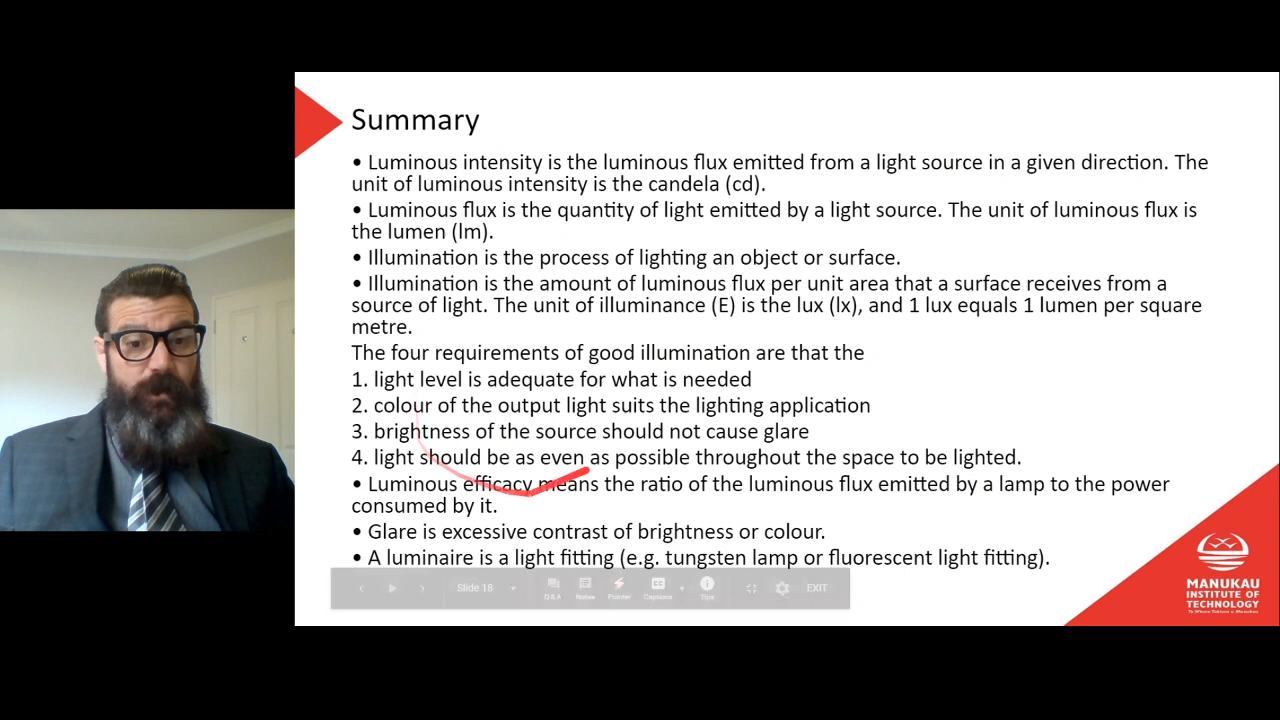 Summary
• Luminous intensity is the luminous flux emitted from a light source in a given direction. The
unit of luminous intensity is the candela (cd).
• Luminous flux is the quantity of light emitted by a light source. The unit of luminous flux is
the lumen (lm).
• Illumination is the process of lighting an object or surface.
• Illumination is the amount of luminous flux per unit area that a surface receives from a
source of light. The unit of illuminance (E) is the lux (lx), and 1 lux equals 1 lumen per square
metre.
The four requirements of good illumination are that the
1. light level is adequate for what is needed
2. colour of the output light suits the lighting application
3. brightness of the source should not cause glare
4. light should be as even as possible throughout the space to be lighted.
• Luminous efficacy means the ratio of the luminous flux emitted by a lamp to the power
consumed by it.
• Glare is excessive contrast of brightness or colour.
• A luminaire is a light fitting (e.g. tungsten lamp or fluorescent light fitting).
Slide 18
Q&A Notes Pointer Captions Tips EXIT
MANUKAU
INSTITUTE OF
TECHNOLOGY